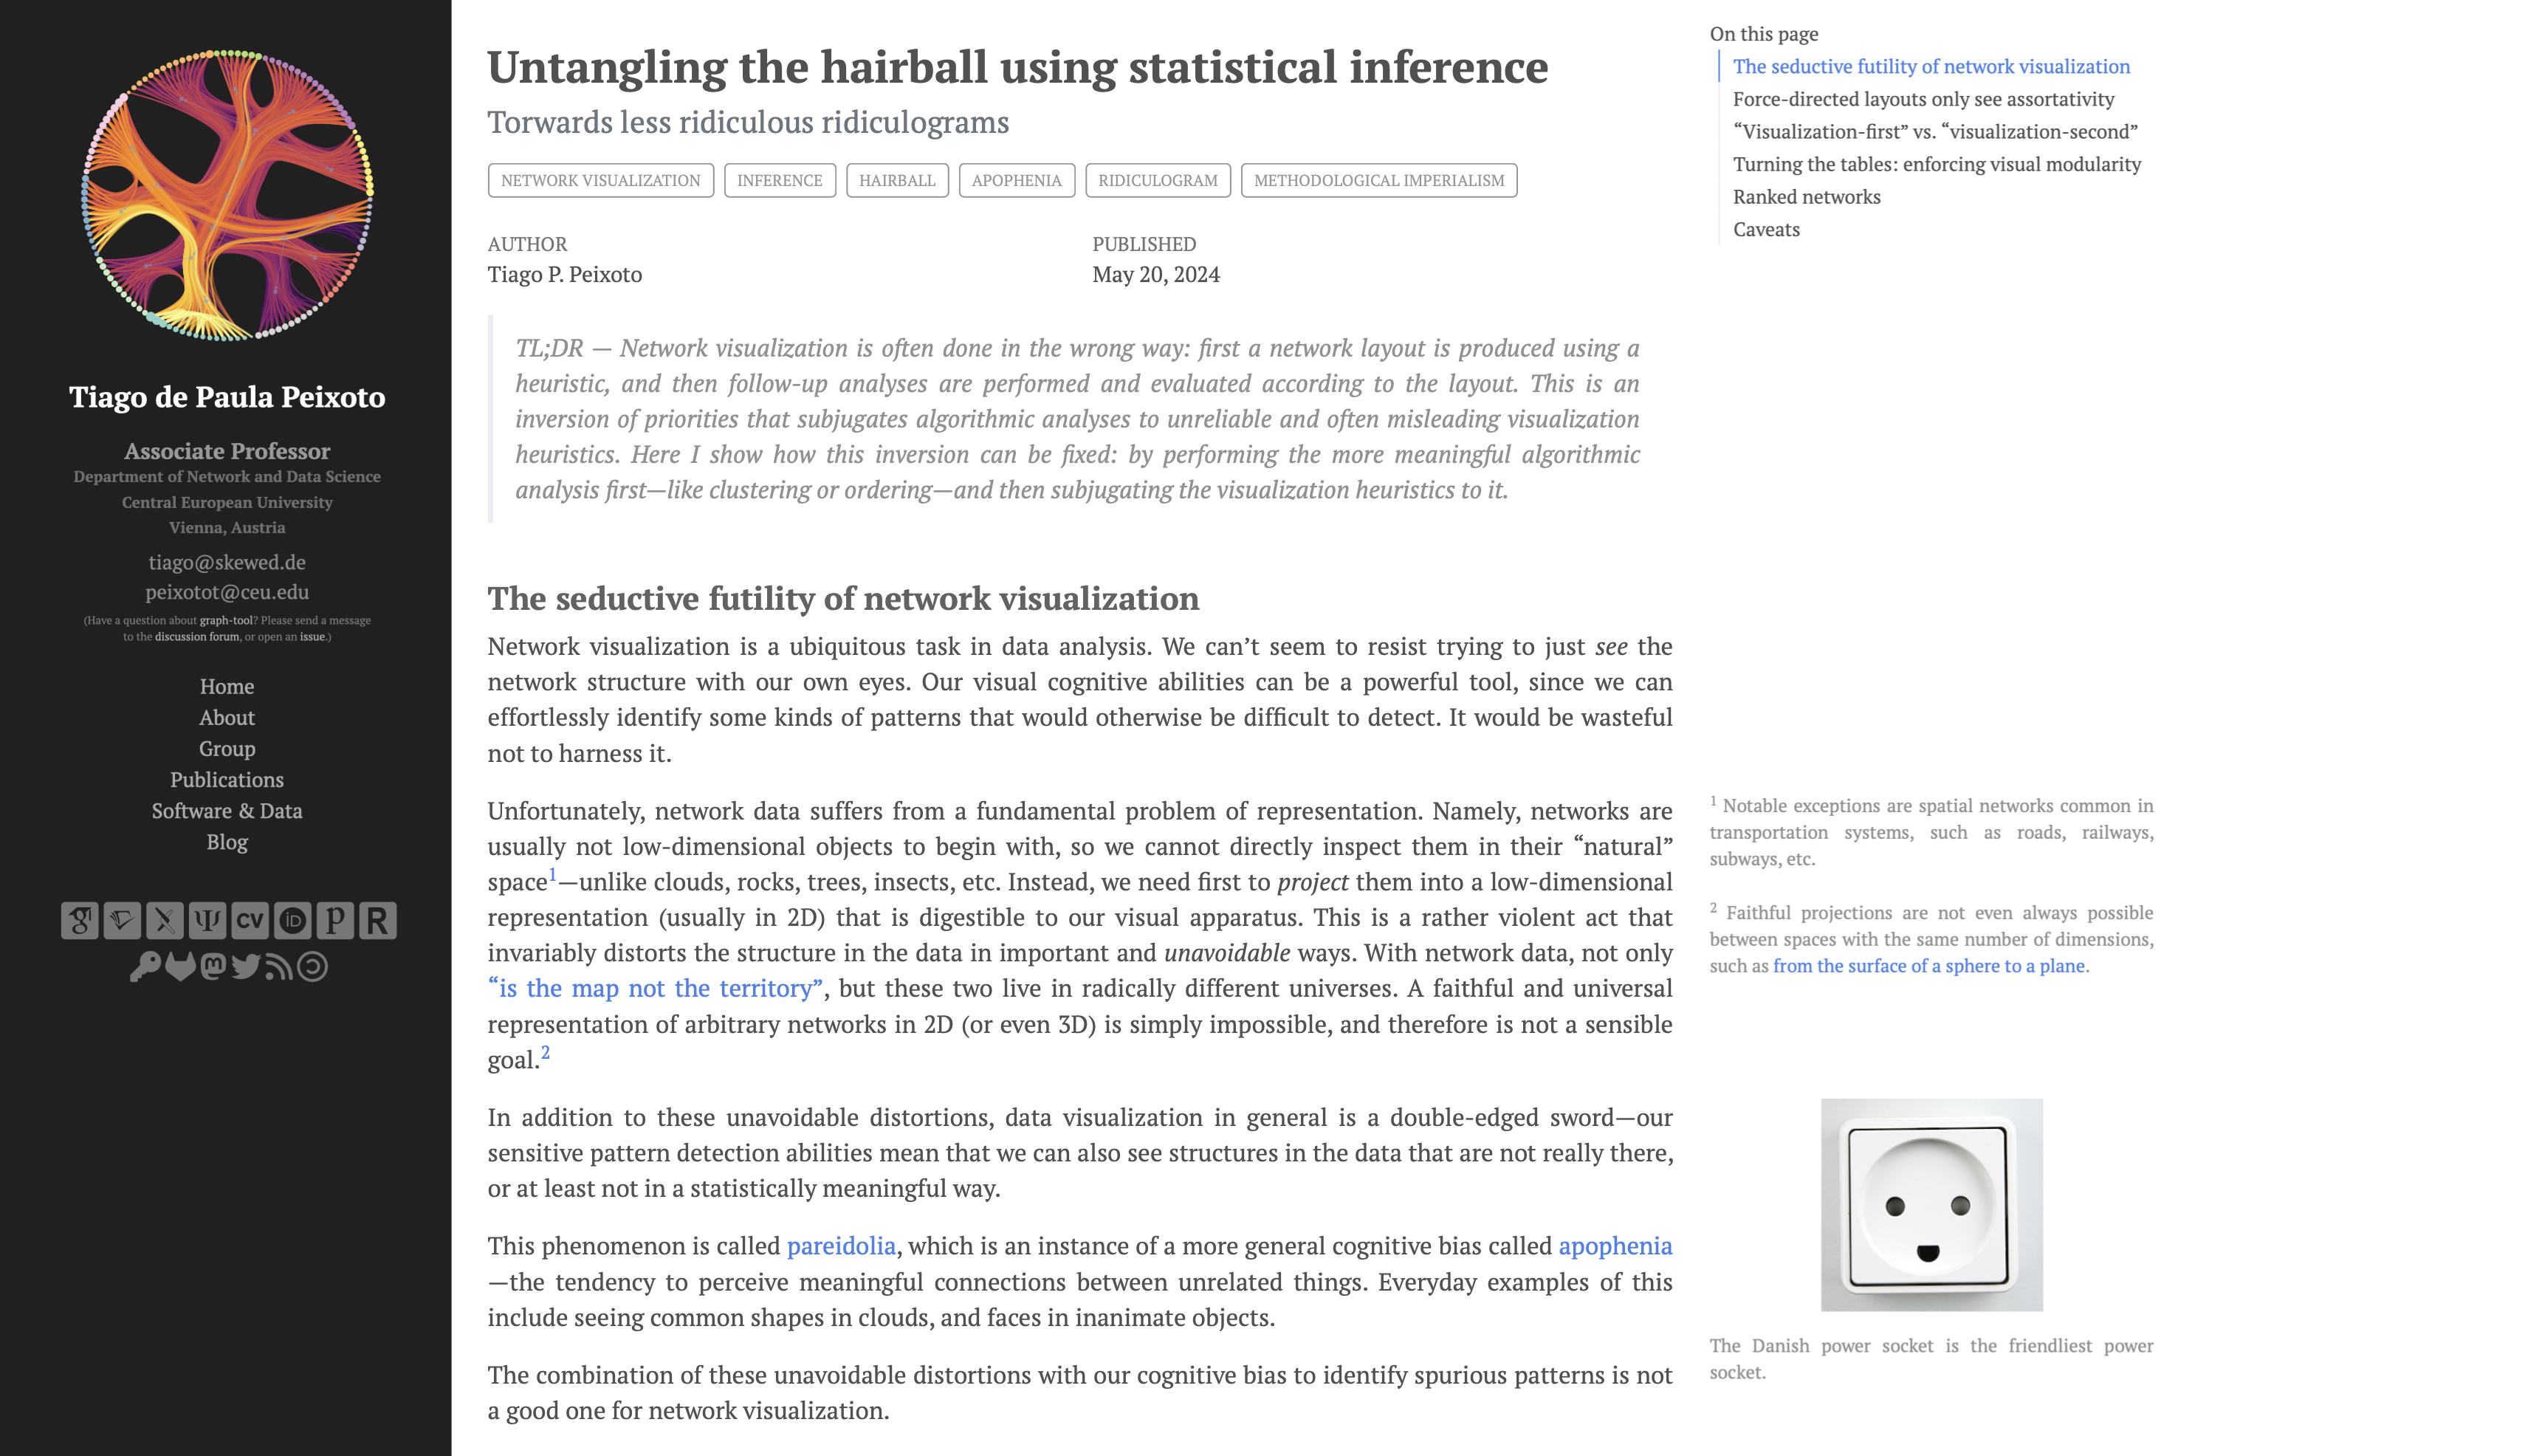 Tiago de Paula Peixoto
Associate Professor
Department of Network and Data Science
Central European University
Vienna, Austria
tiago@skewed.de
peixotot@ceu.edu
(Have a question about graph-tool? Please send a message
to the discussion forum, or open an issue.)
Home
About
Group
Publications
Software & Data
Blog
g
Ψ
CV
iD
p
R
Untangling the hairball using statistical inference
Torwards less ridiculous ridiculograms
NETWORK VISUALIZATION
INFERENCE
HAIRBALL
APOPHENIA
RIDICULOGRAM
METHODOLOGICAL IMPERIALISM
AUTHOR
Tiago P. Peixoto
PUBLISHED
May 20, 2024
TL;DR — Network visualization is often done in the wrong way: first a network layout is produced using a
heuristic, and then follow-up analyses are performed and evaluated according to the layout. This is an
inversion of priorities that subjugates algorithmic analyses to unreliable and often misleading visualization
heuristics. Here I show how this inversion can be fixed: by performing the more meaningful algorithmic
analysis first—like clustering or ordering—and then subjugating the visualization heuristics to it.
The seductive futility of network visualization
Network visualization is a ubiquitous task in data analysis. We can’t seem to resist trying to just see the
network structure with our own eyes. Our visual cognitive abilities can be a powerful tool, since we can
effortlessly identify some kinds of patterns that would otherwise be difficult to detect. It would be wasteful
not to harness it.
Unfortunately, network data suffers from a fundamental problem of representation. Namely, networks are
usually not low-dimensional objects to begin with, so we cannot directly inspect them in their “natural”
space1—unlike clouds, rocks, trees, insects, etc. Instead, we need first to project them into a low-dimensional
representation (usually in 2D) that is digestible to our visual apparatus. This is a rather violent act that
invariably distorts the structure in the data in important and unavoidable ways. With network data, not only
“is the map not the territory”, but these two live in radically different universes. A faithful and universal
representation of arbitrary networks in 2D (or even 3D) is simply impossible, and therefore is not a sensible
goal.2
In addition to these unavoidable distortions, data visualization in general is a double-edged sword—our
sensitive pattern detection abilities mean that we can also see structures in the data that are not really there,
or at least not in a statistically meaningful way.
This phenomenon is called pareidolia, which is an instance of a more general cognitive bias called apophenia
—the tendency to perceive meaningful connections between unrelated things. Everyday examples of this
include seeing common shapes in clouds, and faces in inanimate objects.
The combination of these unavoidable distortions with our cognitive bias to identify spurious patterns is not
a good one for network visualization.
On this page
The seductive futility of network visualization
Force-directed layouts only see assortativity
“Visualization-first” vs. “visualization-second”
Turning the tables: enforcing visual modularity
Ranked networks
Caveats
1 Notable exceptions are spatial networks common in
transportation systems, such as roads, railways,
subways, etc.
2 Faithful projections are not even always possible
between spaces with the same number of dimensions,
such as from the surface of a sphere to a plane.
The Danish power socket is the friendliest power
socket.